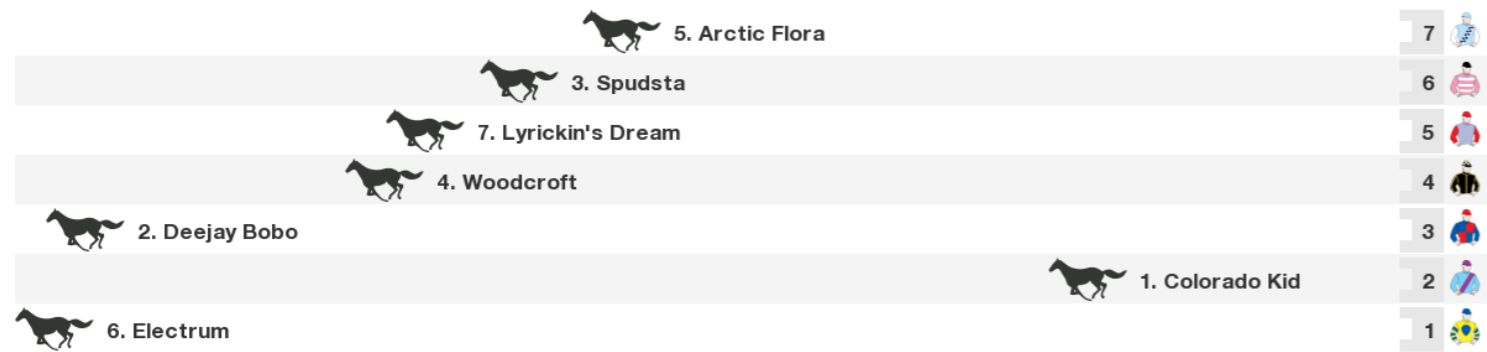 5. Arctic Flora 7
3. Spudsta 6
7. Lyrickin's Dream 5
4. Woodcroft 4
2. Deejay Bobo 3
1. Colorado Kid 2
6. Electrum 1